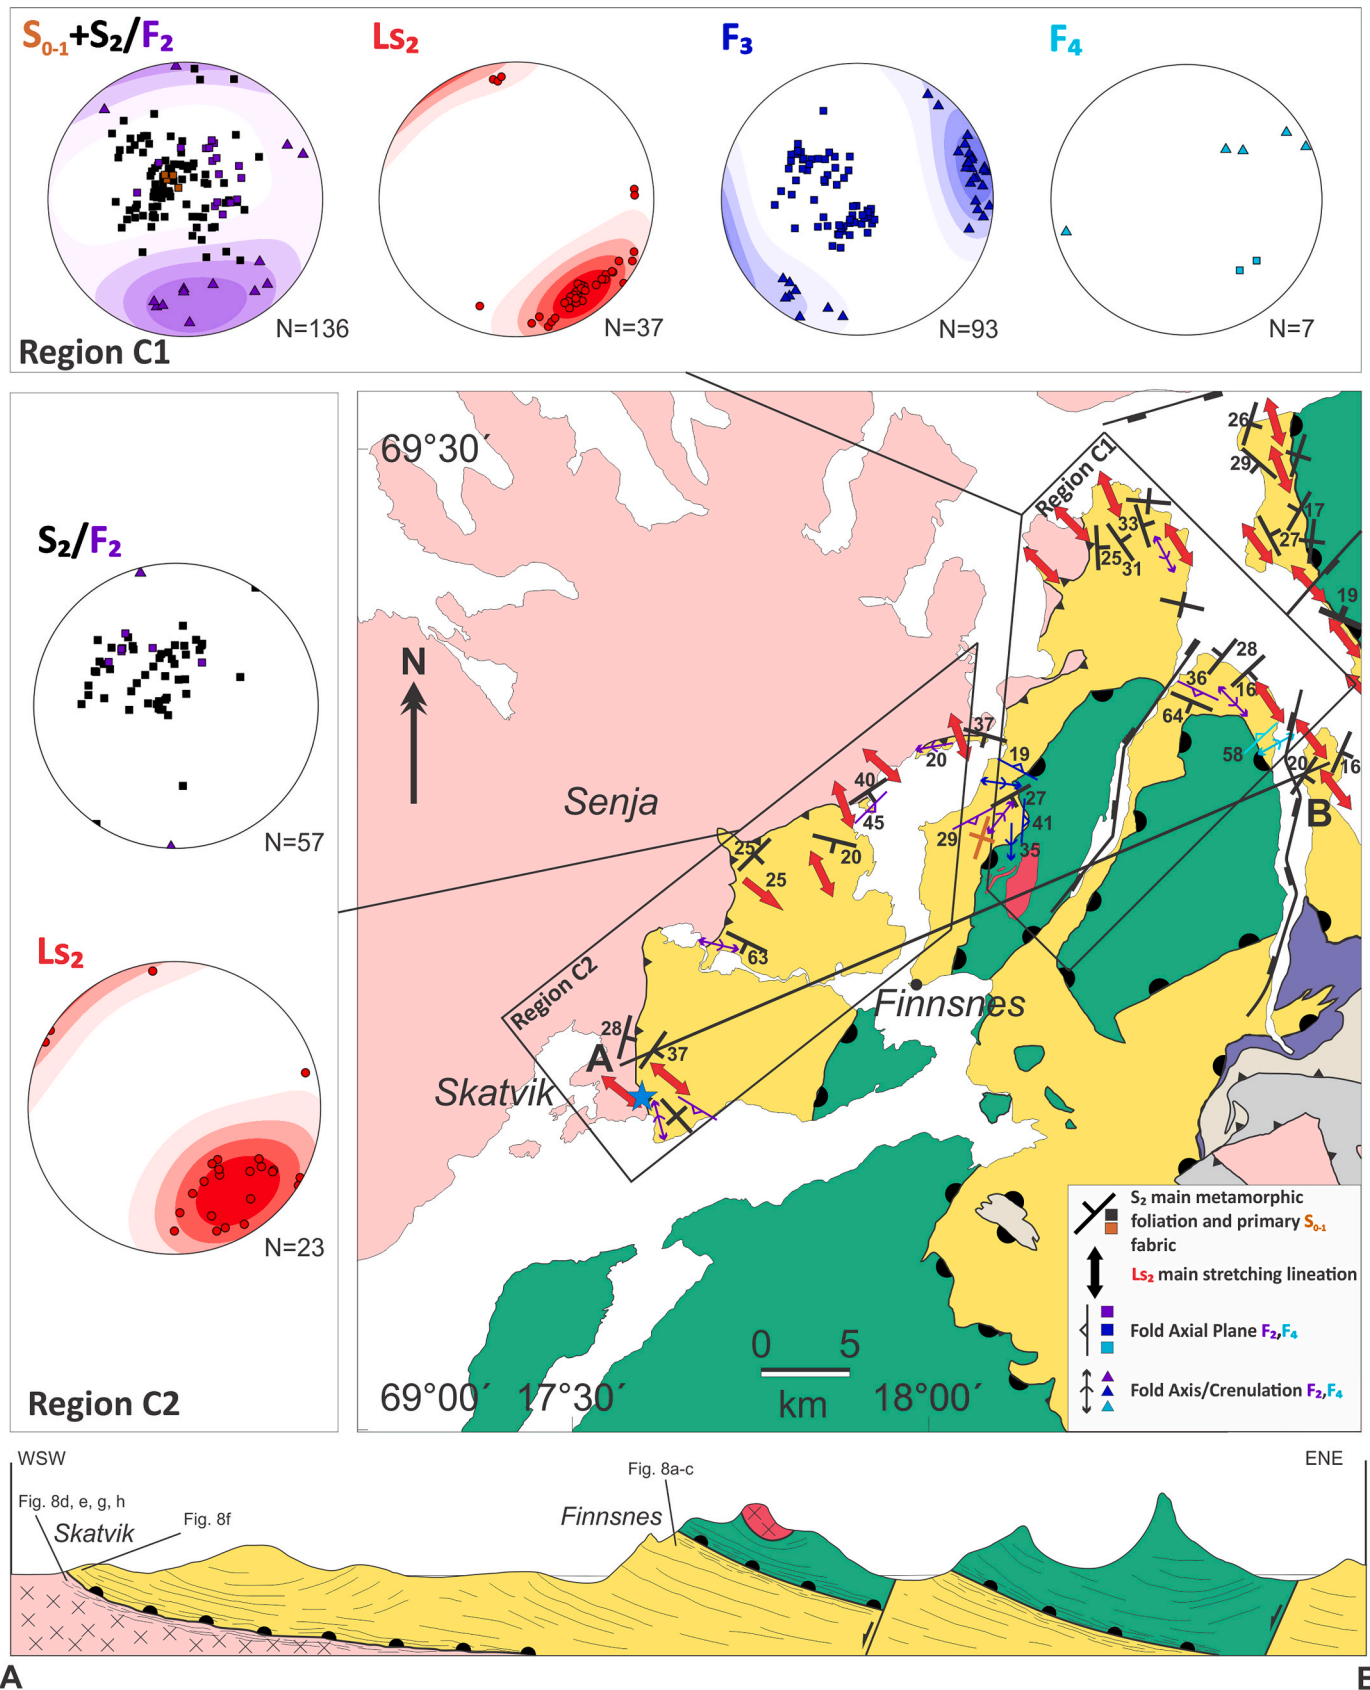 S0-1+S2/F2
Ls2
F3
F4
N=136
N=37
N=93
N=7
Region C1
S2/F2
N=57
Ls2
N=23
Region C2
69°30´
Region C1
26
29
17
27
19
33
25
31
28
36
16
64
58
20
16
B
N
Senja
37
20
19
40
45
27
41
29
35
25
20
25
63
Region C2
Finnsnes
28
A
37
Skatvik
S2 main metamorphic
foliation and primary S0-1
fabric
Ls2 main stretching lineation
Fold Axial Plane F2,F4
Fold Axis/Crenulation F2,F4
0 5
km
69°00´ 17°30´ 18°00´
WSW
ENE
Fig. 8a-c
Fig. 8d, e, g, h
Skatvik
Fig. 8f
Finnsnes
A
B